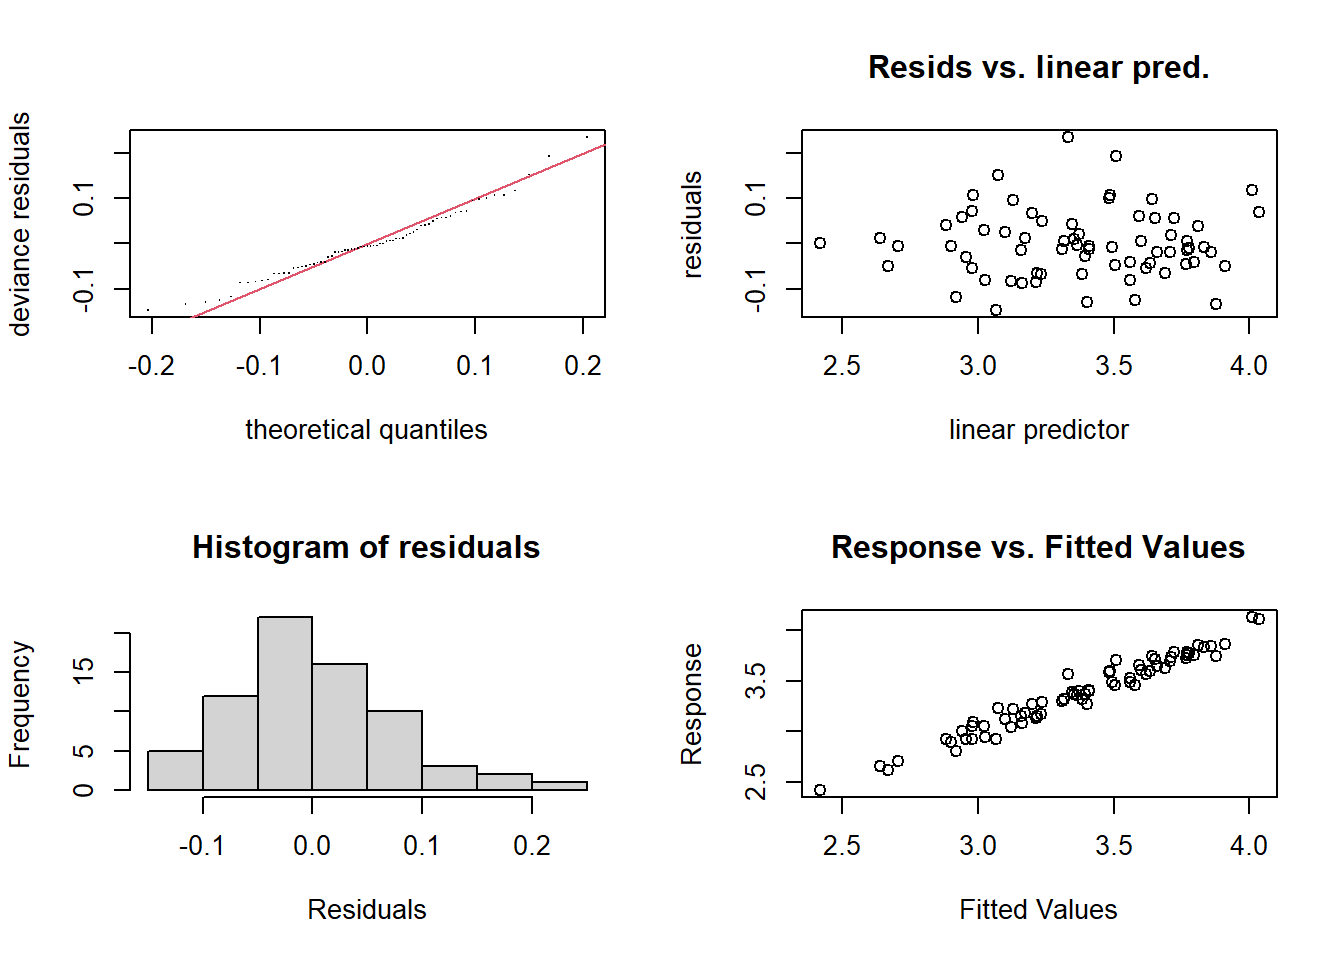 deviance residuals
0.1
-0.1
-0.2 -0.1 0.0 0.1 0.2
theoretical quantiles
Resids vs. linear pred.
residuals
0.1
-0.1
2.5 3.0 3.5 4.0
linear predictor
Histogram of residuals
Frequency
15
5
0
-0.1 0.0 0.1 0.2
Residuals
Response vs. Fitted Values
Response
3.5
2.5
2.5 3.0 3.5 4.0
Fitted Values